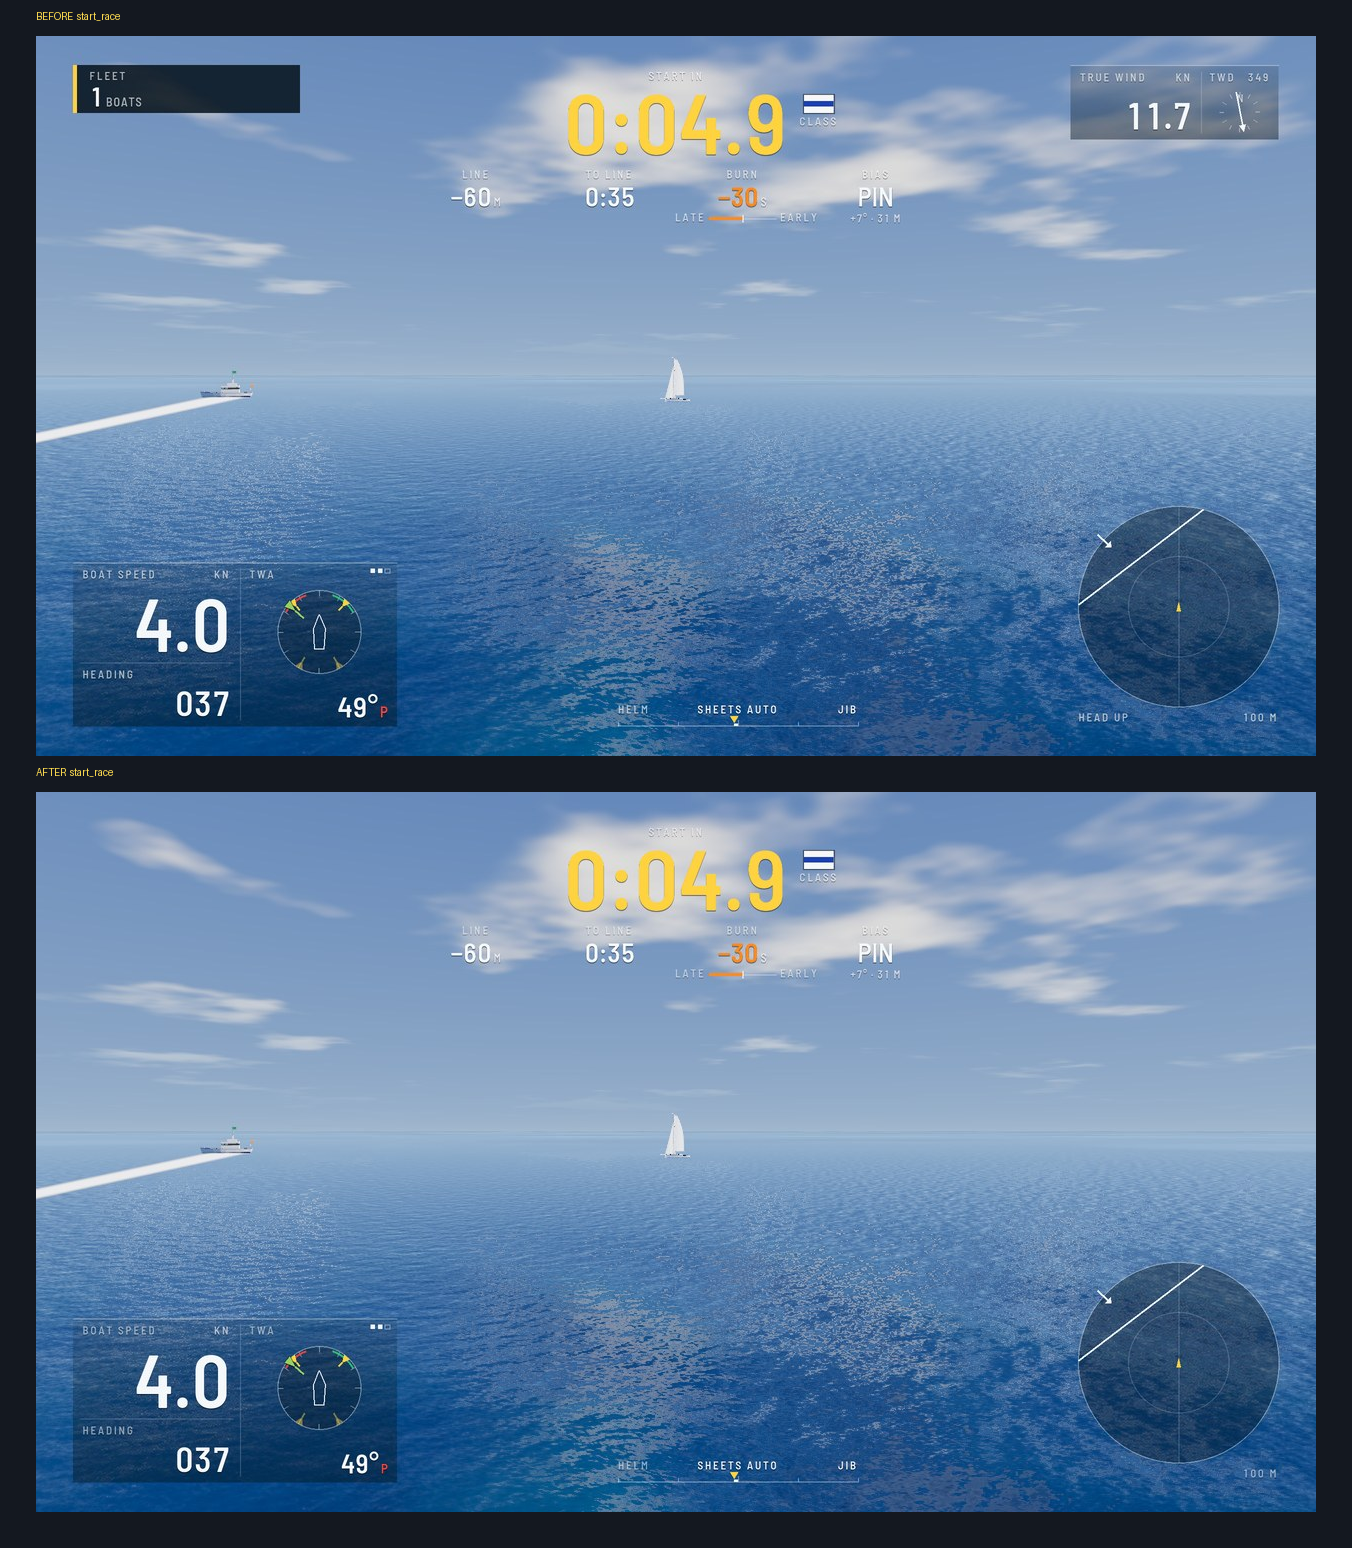 BEFORE start_race
FLEET
1 BOATS
START IN
0:04.9
CLASS
TRUE WIND KN TWD 349
11.7
N
LINE TO LINE BURN BIAS
−60 M 0:35 −30 S PIN
LATE EARLY +7° · 31 M
BOAT SPEED KN TWA
4.0
HEADING
037 49° P
HELM SHEETS AUTO JIB
HEAD UP 100 M
AFTER start_race
START IN
0:04.9
CLASS
LINE TO LINE BURN BIAS
−60 M 0:35 −30 S PIN
LATE EARLY +7° · 31 M
BOAT SPEED KN TWA
4.0
HEADING
037 49° P
HELM SHEETS AUTO JIB
100 M